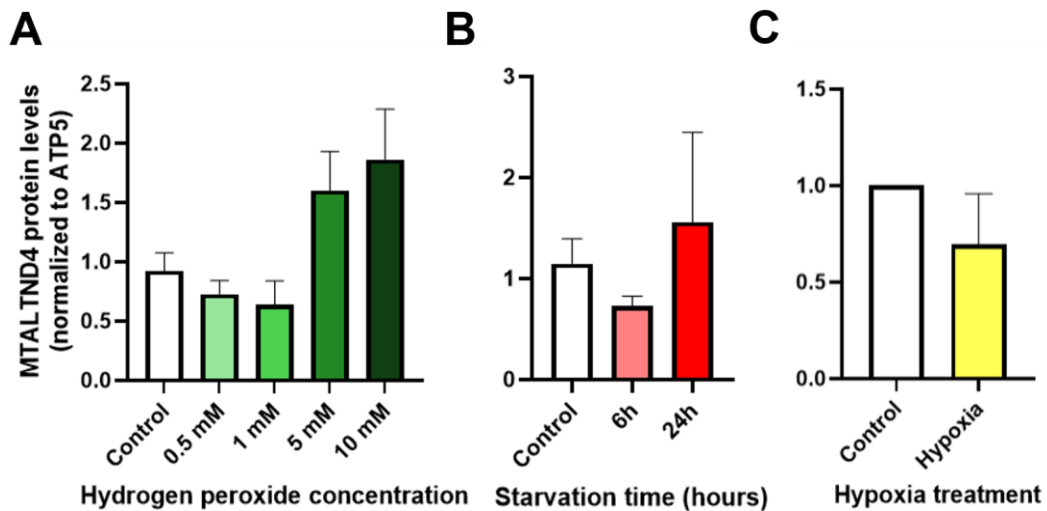 A
MTALTND4 protein levels
(normalized to ATP5)
2.5
2.0
1.5
1.0
0.5
0.0
Control
0.5 mM
1 mM
5 mM
10 mM
Hydrogen peroxide concentration
B
3
2
1
0
Control
6h
24h
Starvation time (hours)
C
1.5
1.0
0.5
0.0
Control
Hypoxia
Hypoxia treatment